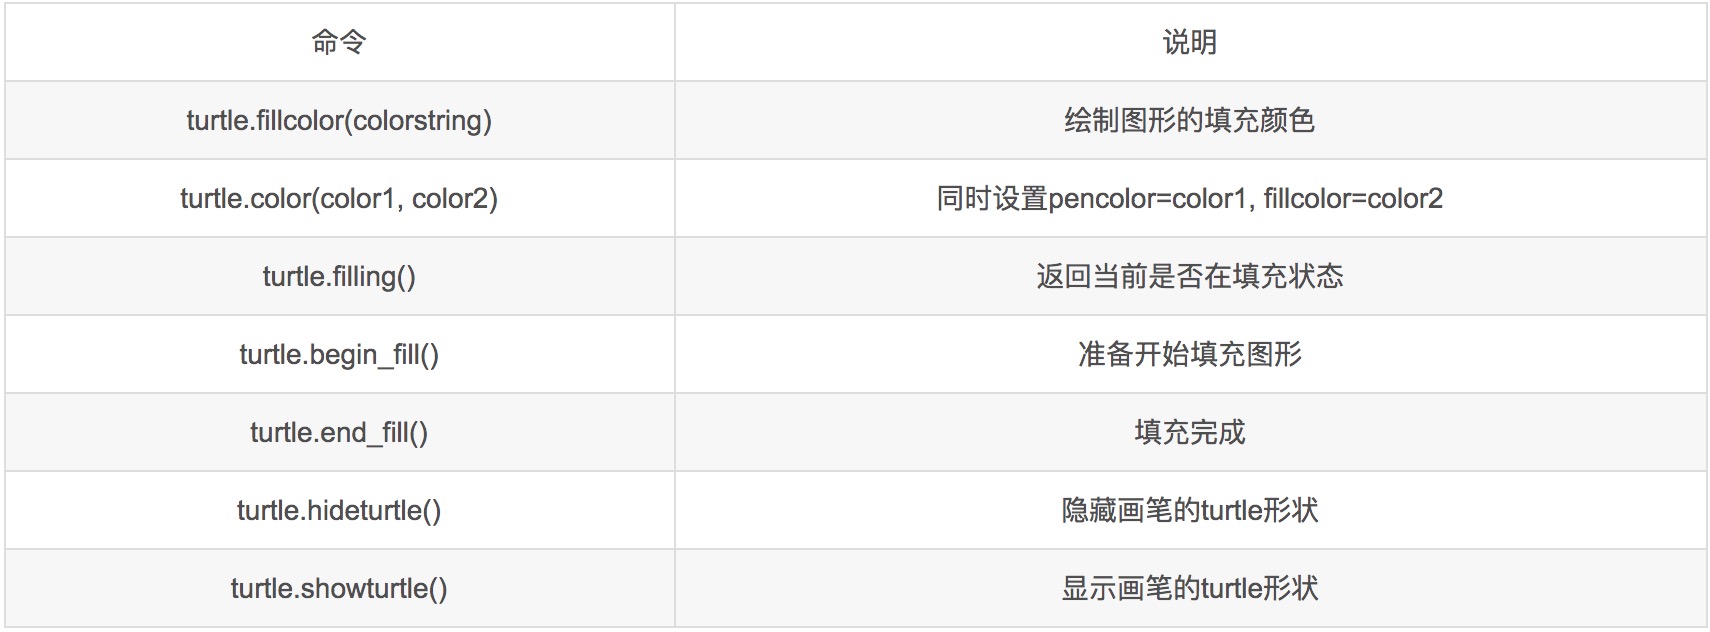 命令 说明
turtle.fillcolor(colorstring) 绘制图形的填充颜色
turtle.color(color1, color2) 同时设置pencolor=color1, fillcolor=color2
turtle.filling() 返回当前是否在填充状态
turtle.begin_fill() 准备开始填充图形
turtle.end_fill() 填充完成
turtle.hideturtle() 隐藏画笔的turtle形状
turtle.showturtle() 显示画笔的turtle形状